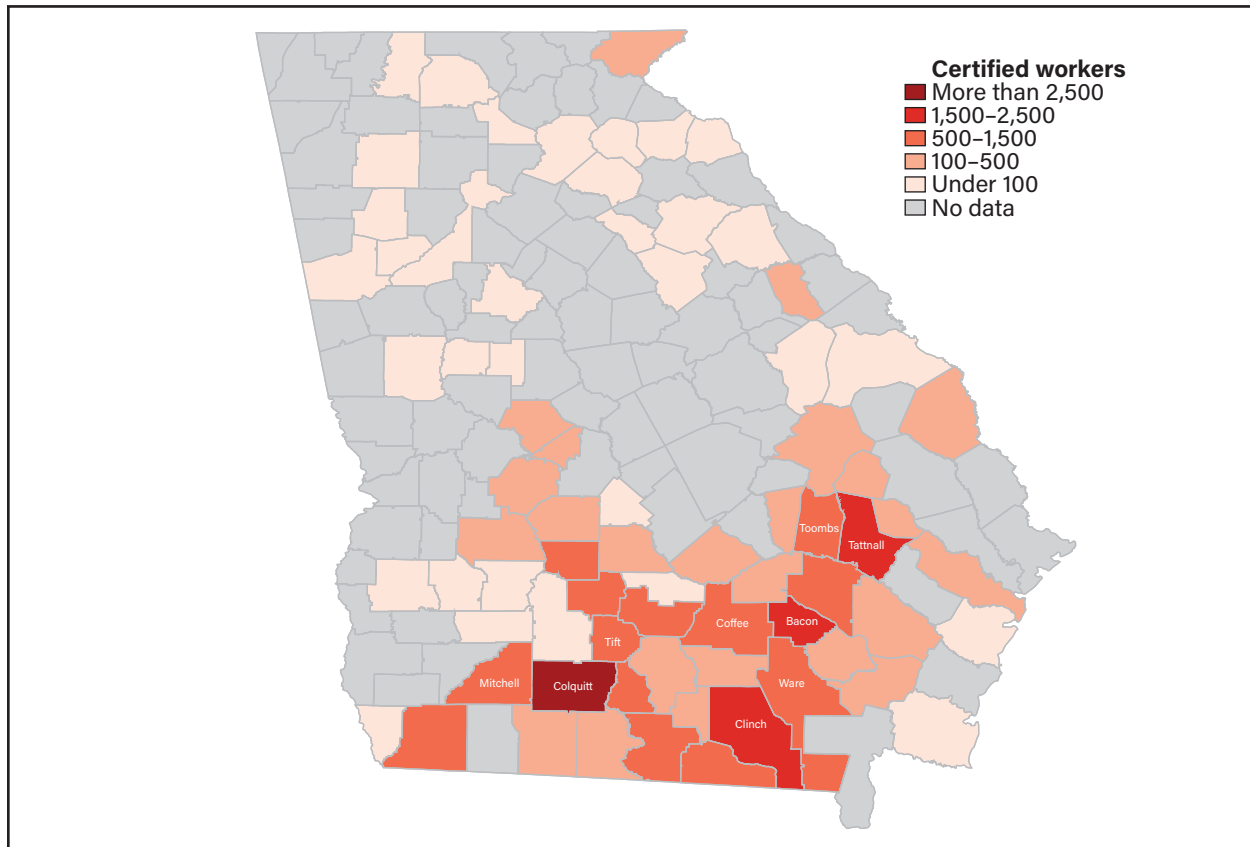 Certified workers
More than 2,500
1,500–2,500
500–1,500
100–500
Under 100
No data
Toombs
Tattnall
Bacon
Coffee
Tift
Mitchell
Colquitt
Ware
Clinch